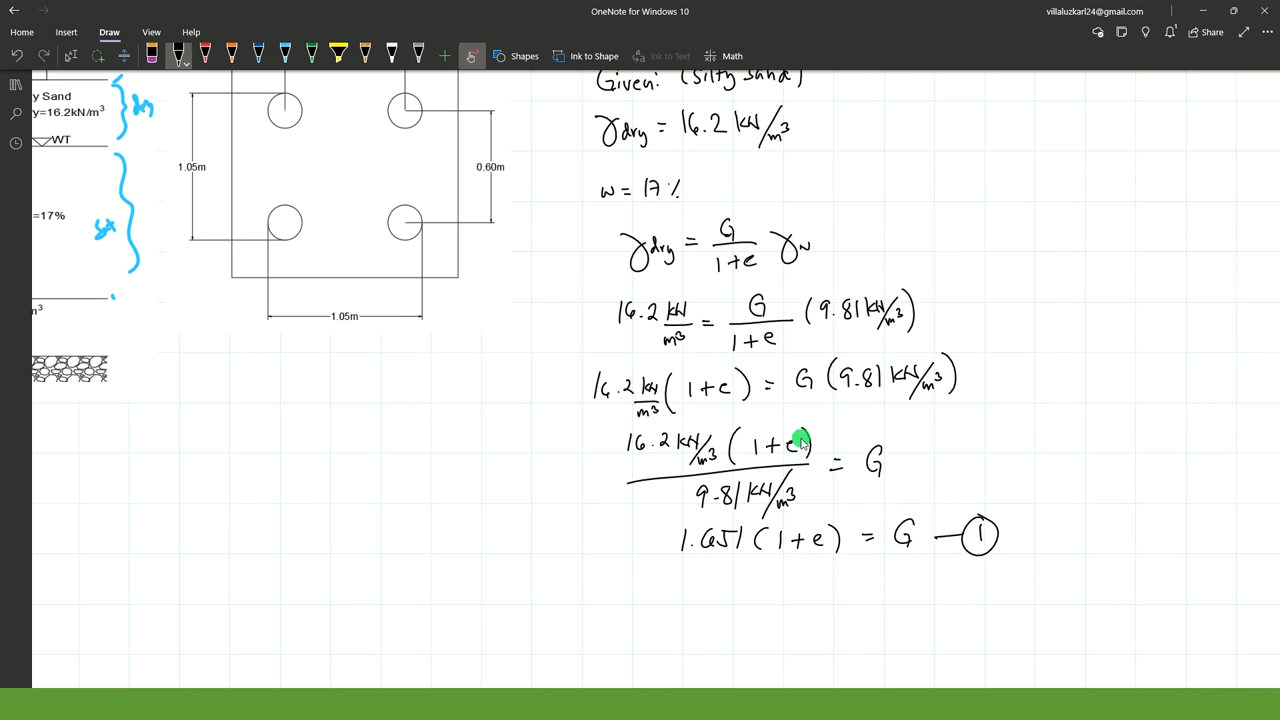 OneNote for Windows 10
villaluzkarl24@gmail.com
Home Insert Draw View Help
Share
Shapes
Ink to Shape
Ink to Text
Math
y Sand
y=16.2kN/m³
dry
WT
=17%
sat
m³
1.05m
0.60m
1.05m
Given: (Silty sand)
γdry = 16.2 kN/m³
w = 17 %
γdry = G/1+e γw
16.2 kN/m³ = G/1+e (9.81 kN/m³)
16.2 kN/m³ (1+e) = G (9.81 kN/m³)
16.2 kN/m³ (1+e)/9.81 kN/m³ = G
1.651 (1+e) = G — ①